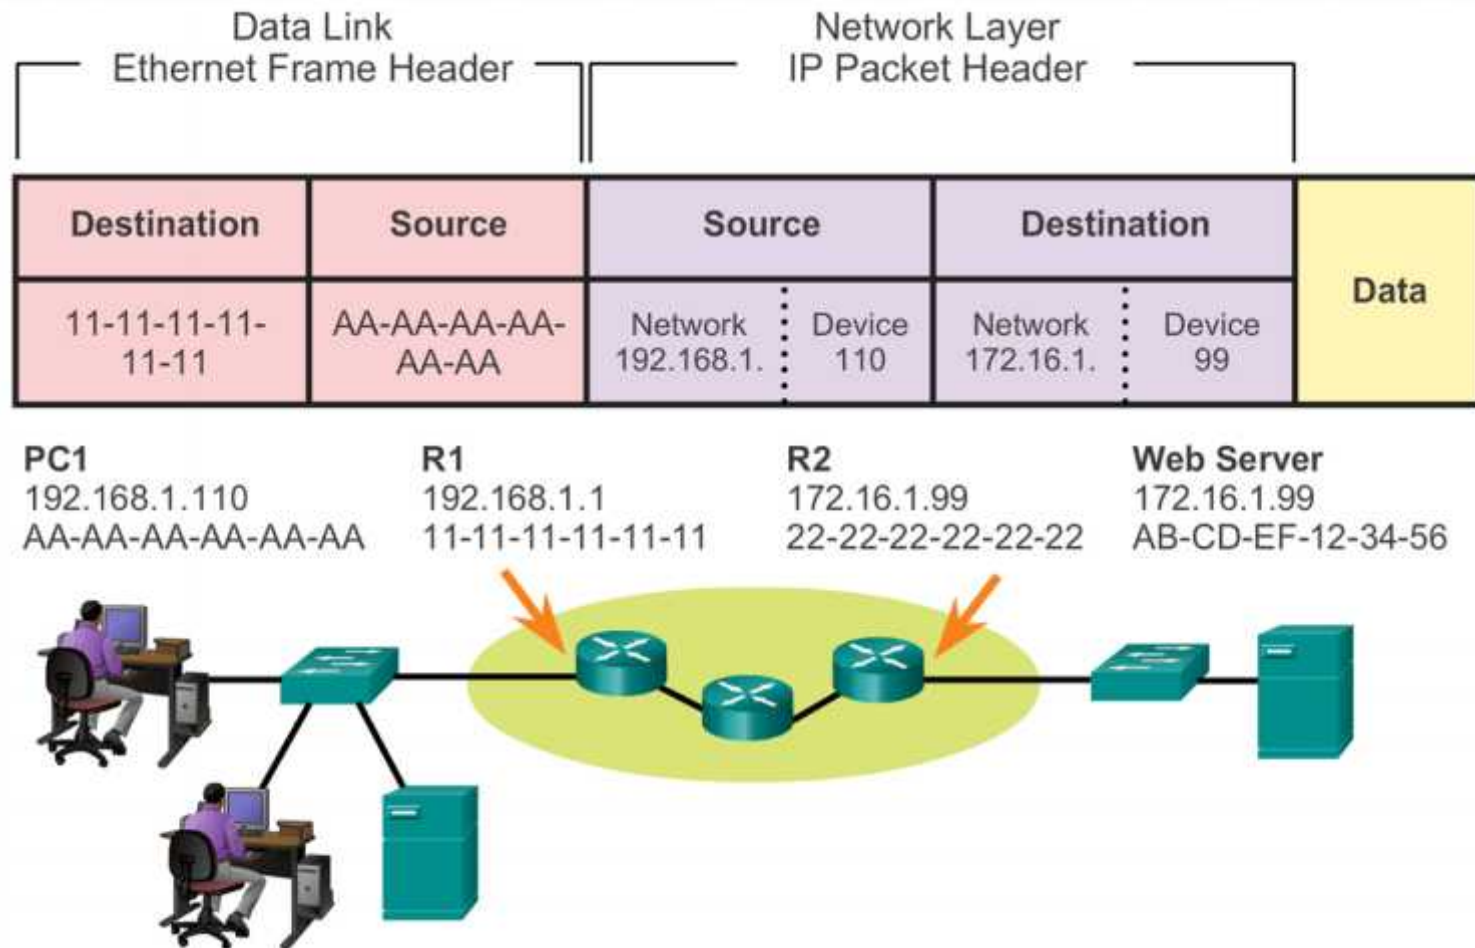 Data Link
Ethernet Frame Header
Network Layer
IP Packet Header
Destination
Source
Source
Destination
Data
11-11-11-11-
11-11
AA-AA-AA-AA-
AA-AA
Network
192.168.1.
Device
110
Network
172.16.1.
Device
99
PC1
192.168.1.110
AA-AA-AA-AA-AA-AA
R1
192.168.1.1
11-11-11-11-11-11
R2
172.16.1.99
22-22-22-22-22-22
Web Server
172.16.1.99
AB-CD-EF-12-34-56